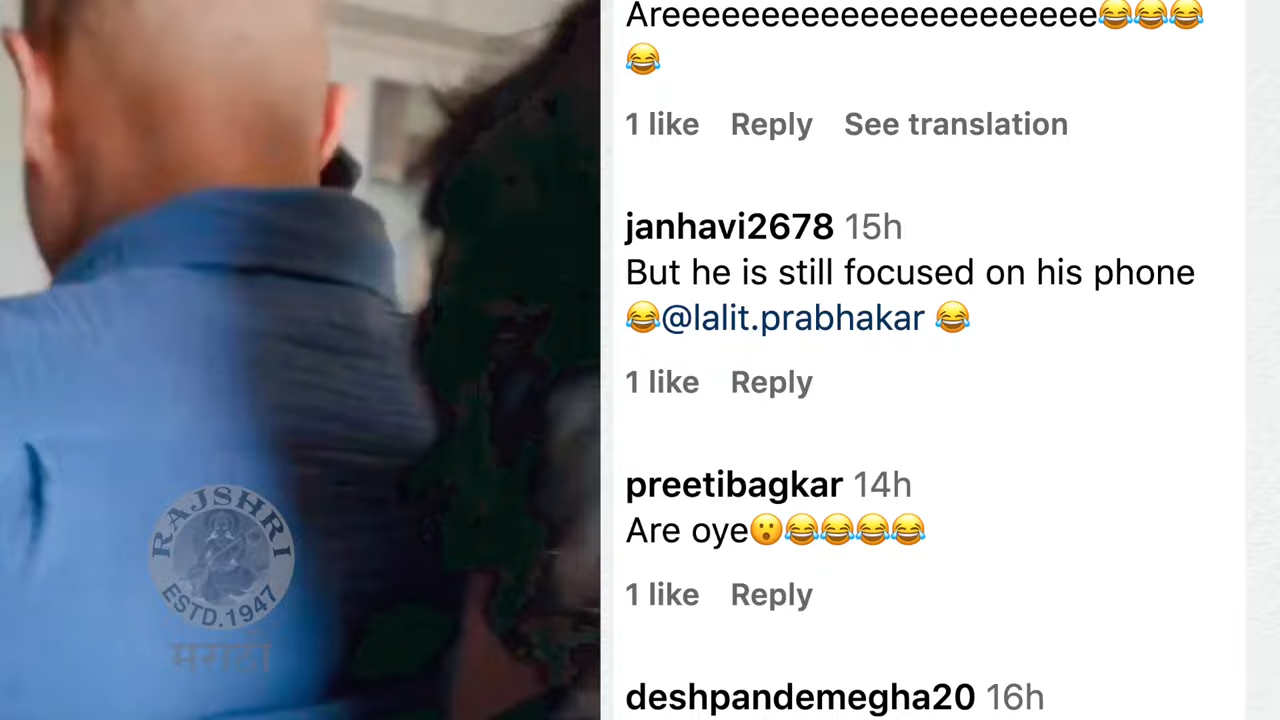 Areeeeeeeeeeeeeeeeeeeeee😂😂😂
😂
1 like Reply See translation
janhavi2678 15h
But he is still focused on his phone
😂@lalit.prabhakar 😂
1 like Reply
preetibagkar 14h
Are oye😮😂😂😂😂
1 like Reply
deshpandemegha20 16h
RAJSHRI
ESTD.1947
मराठी